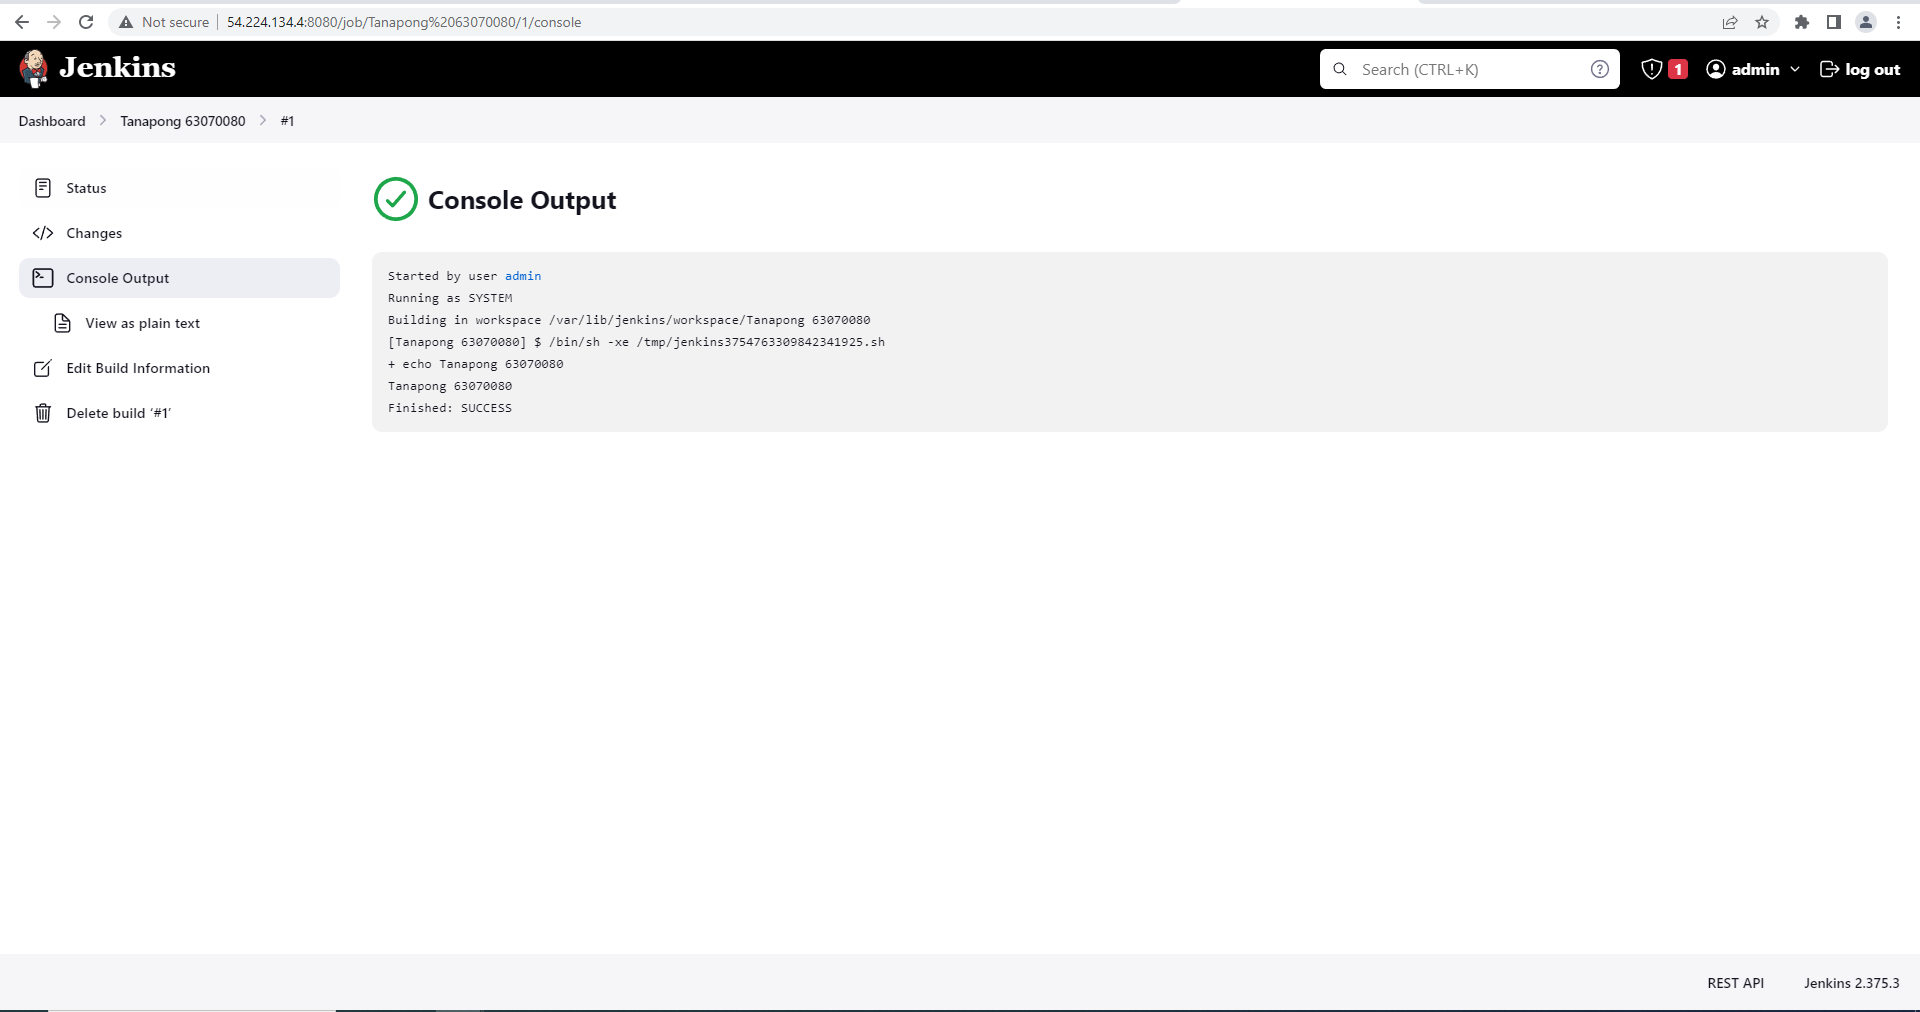 Not secure
54.224.134.4:8080/job/Tanapong%2063070080/1/console
Jenkins
Search (CTRL+K)
1
admin
log out
Dashboard
Tanapong 63070080
#1
Status
Changes
Console Output
View as plain text
Edit Build Information
Delete build ‘#1’
Console Output
Started by user admin
Running as SYSTEM
Building in workspace /var/lib/jenkins/workspace/Tanapong 63070080
[Tanapong 63070080] $ /bin/sh -xe /tmp/jenkins3754763309842341925.sh
+ echo Tanapong 63070080
Tanapong 63070080
Finished: SUCCESS
REST API
Jenkins 2.375.3